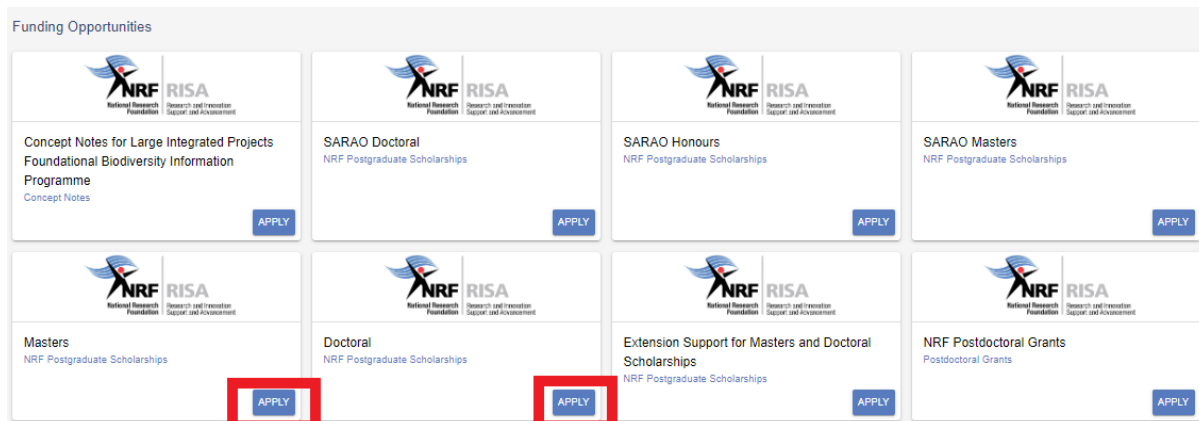 Funding Opportunities
NRF RISA
National Research Foundation Research and Innovation Support and Advancement
NRF RISA
National Research Foundation Research and Innovation Support and Advancement
NRF RISA
National Research Foundation Research and Innovation Support and Advancement
NRF RISA
National Research Foundation Research and Innovation Support and Advancement
Concept Notes for Large Integrated Projects
Foundational Biodiversity Information
Programme
Concept Notes
APPLY
SARAO Doctoral
NRF Postgraduate Scholarships
APPLY
SARAO Honours
NRF Postgraduate Scholarships
APPLY
SARAO Masters
NRF Postgraduate Scholarships
APPLY
NRF RISA
National Research Foundation Research and Innovation Support and Advancement
NRF RISA
National Research Foundation Research and Innovation Support and Advancement
NRF RISA
National Research Foundation Research and Innovation Support and Advancement
NRF RISA
National Research Foundation Research and Innovation Support and Advancement
Masters
NRF Postgraduate Scholarships
APPLY
Doctoral
NRF Postgraduate Scholarships
APPLY
Extension Support for Masters and Doctoral
Scholarships
NRF Postgraduate Scholarships
APPLY
NRF Postdoctoral Grants
Postdoctoral Grants
APPLY